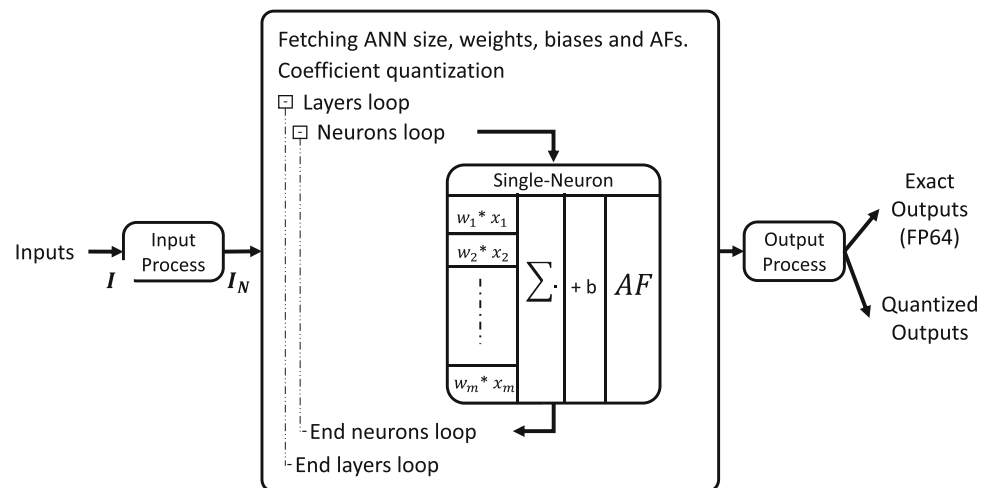 Fetching ANN size, weights, biases and AFs.
Coefficient quantization
Layers loop
Neurons loop
Single-Neuron
w₁* x₁
w₂* x₂
wₘ* xₘ
∑.
+ b
AF
End neurons loop
End layers loop
Inputs
I
Input
Process
I_N
Output
Process
Exact
Outputs
(FP64)
Quantized
Outputs